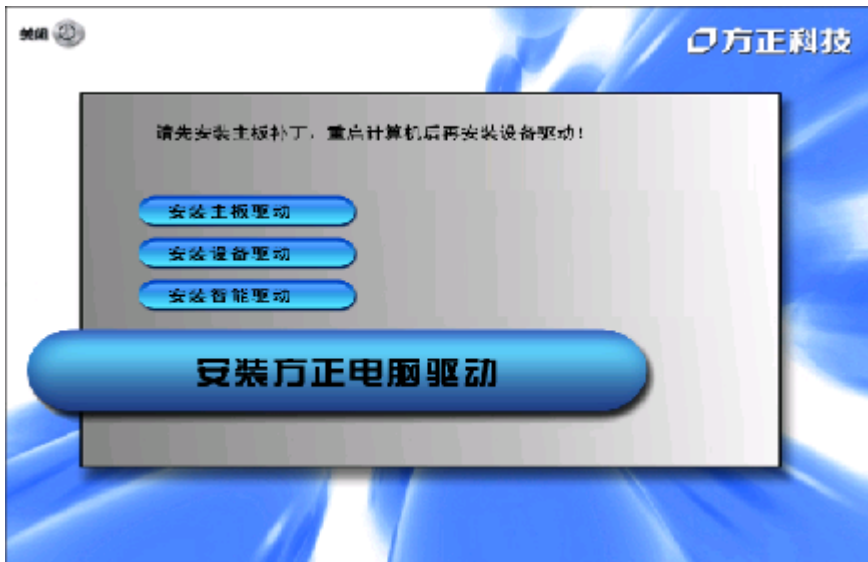 关闭
方正科技
请先安装主板补丁，重启计算机后再安装设备驱动！
安装主板驱动
安装设备驱动
安装智能驱动
安装方正电脑驱动